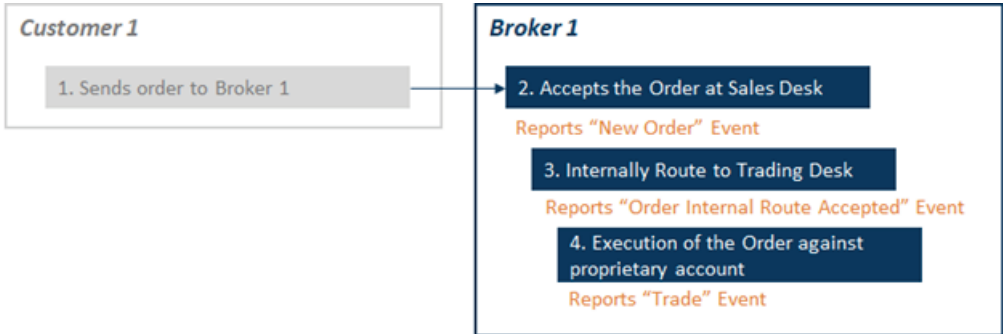 Customer 1
1. Sends order to Broker 1
Broker 1
2. Accepts the Order at Sales Desk
Reports “New Order” Event
3. Internally Route to Trading Desk
Reports “Order Internal Route Accepted” Event
4. Execution of the Order against
proprietary account
Reports “Trade” Event